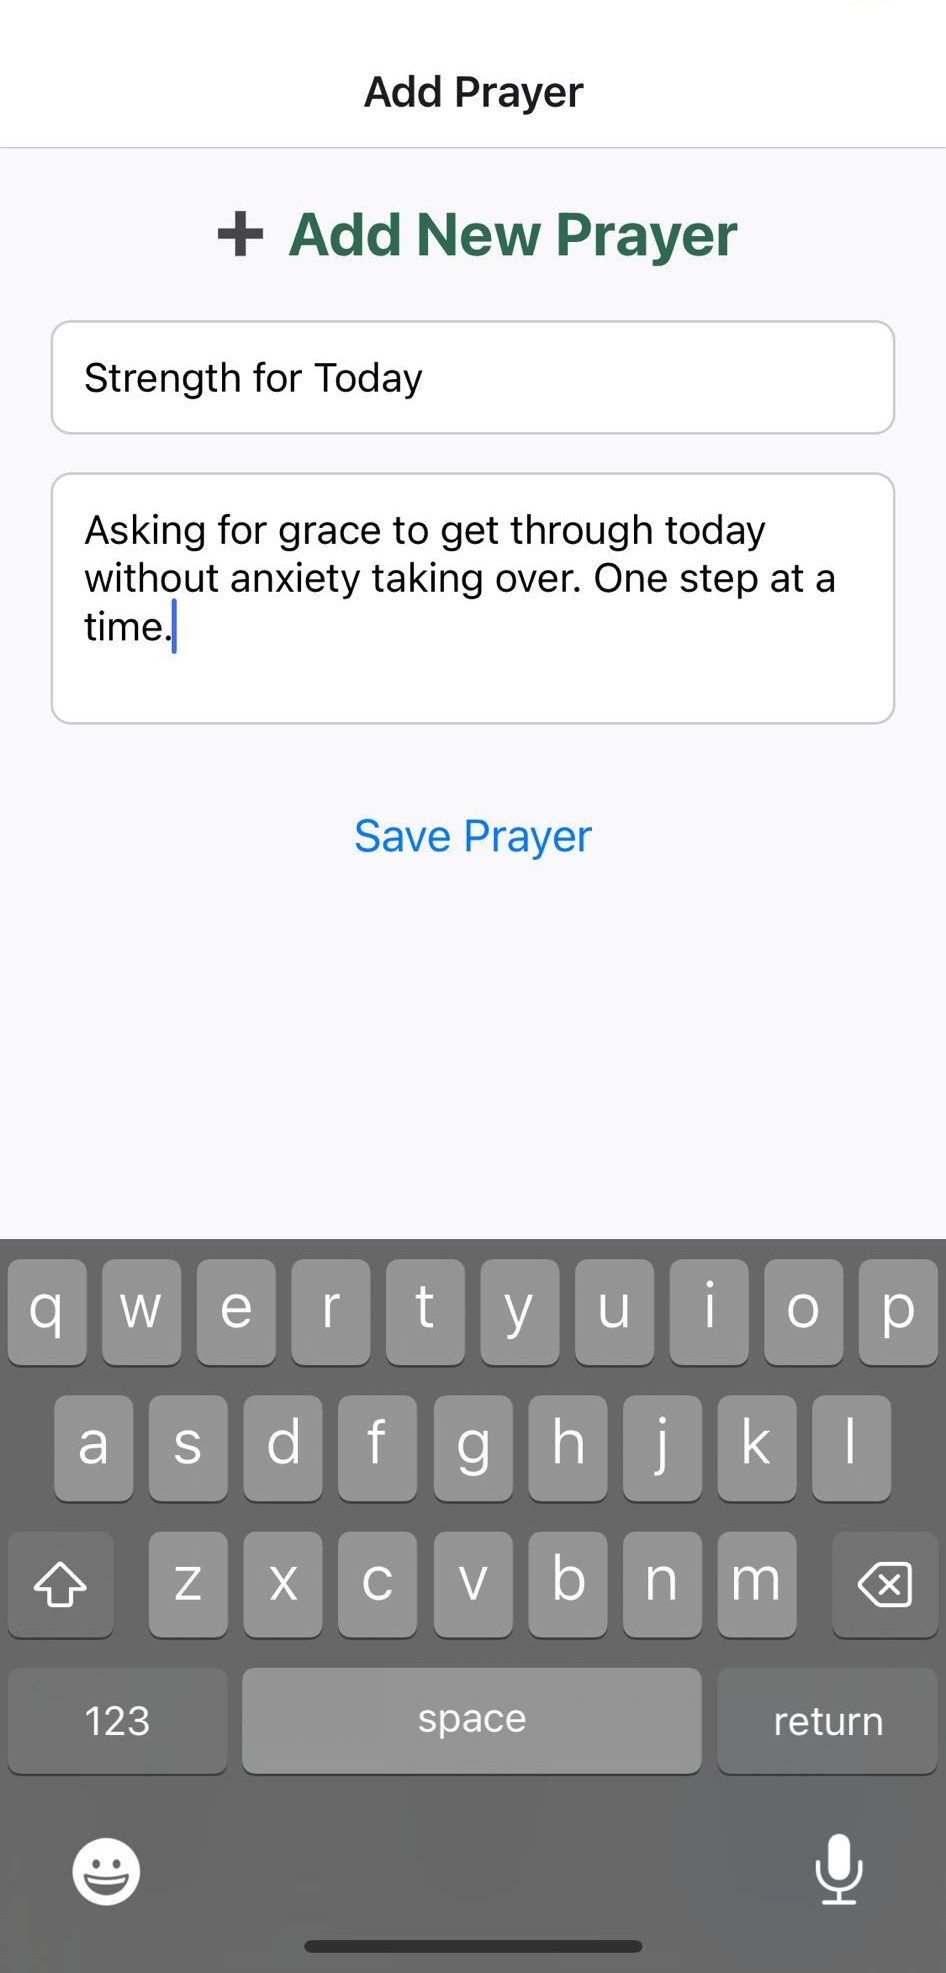 Add Prayer
+ Add New Prayer
Strength for Today
Asking for grace to get through today
without anxiety taking over. One step at a
time.
Save Prayer
q w e r t y u i o p
a s d f g h j k l
z x c v b n m
123 space return